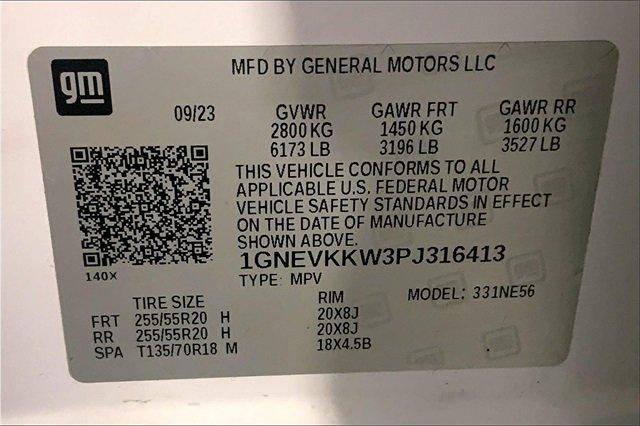 gm
MFD BY GENERAL MOTORS LLC
09/23 GVWR GAWR FRT GAWR RR
2800 KG 1450 KG 1600 KG
6173 LB 3196 LB 3527 LB
THIS VEHICLE CONFORMS TO ALL
APPLICABLE U.S. FEDERAL MOTOR
VEHICLE SAFETY STANDARDS IN EFFECT
ON THE DATE OF MANUFACTURE
SHOWN ABOVE.
1GNEVKKW3PJ316413
140X
TYPE: MPV MODEL: 331NE56
TIRE SIZE RIM
FRT 255/55R20 H 20X8J
RR 255/55R20 H 20X8J
SPA T135/70R18 M 18X4.5B